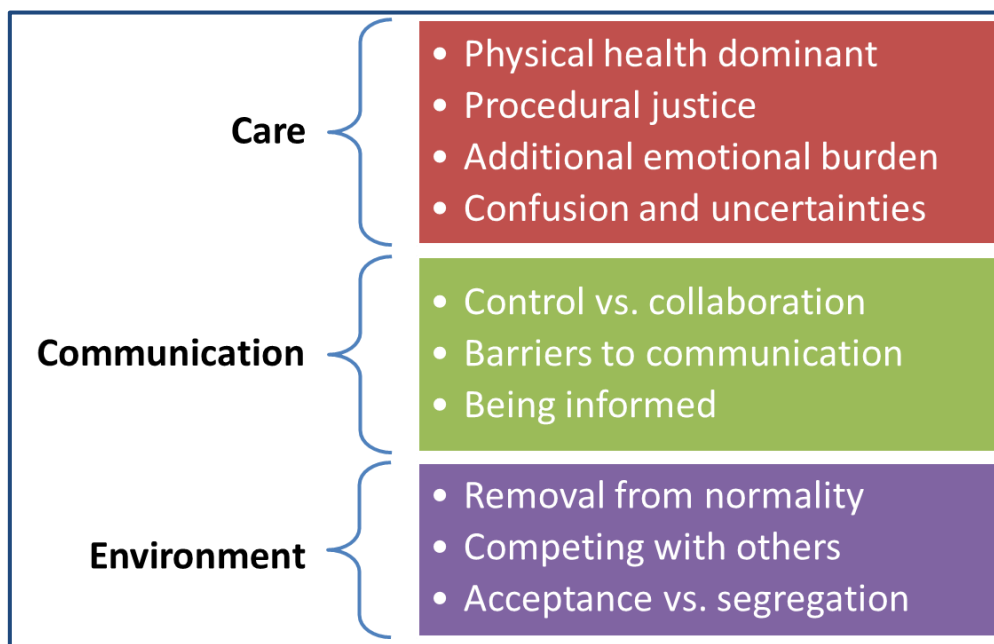 Care
• Physical health dominant
• Procedural justice
• Additional emotional burden
• Confusion and uncertainties
Communication
• Control vs. collaboration
• Barriers to communication
• Being informed
Environment
• Removal from normality
• Competing with others
• Acceptance vs. segregation